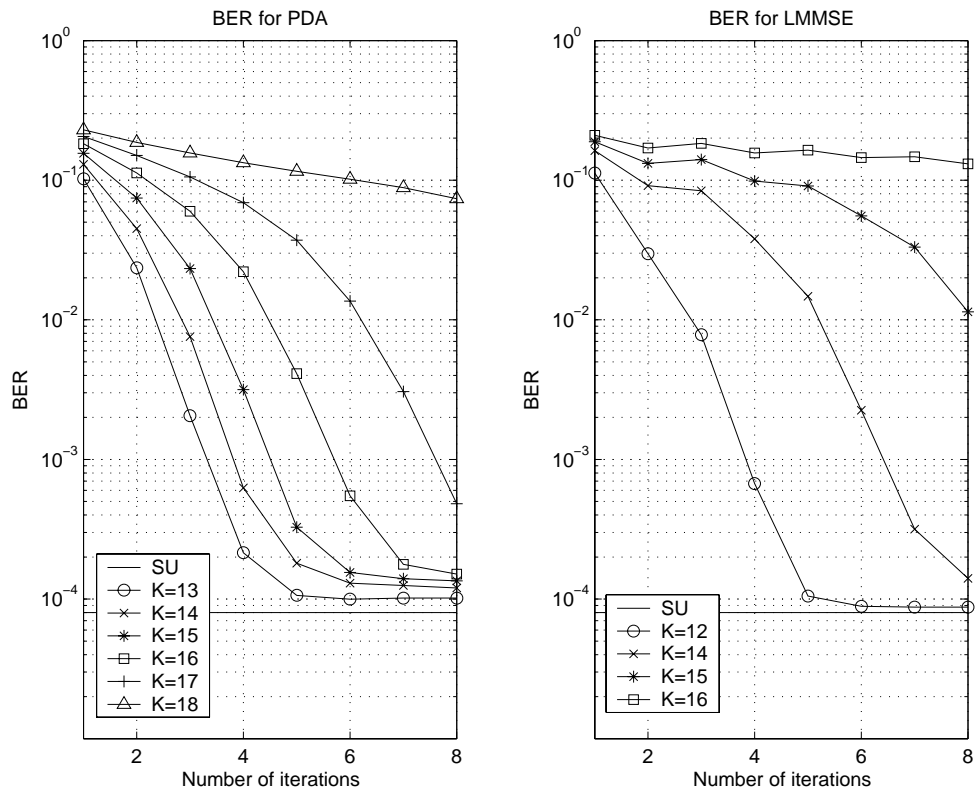 BER for PDA
10^0
10^-1
10^-2
10^-3
10^-4
BER
SU
K=13
K=14
K=15
K=16
K=17
K=18
2 4 6 8
Number of iterations
BER for LMMSE
10^0
10^-1
10^-2
10^-3
10^-4
BER
SU
K=12
K=14
K=15
K=16
2 4 6 8
Number of iterations